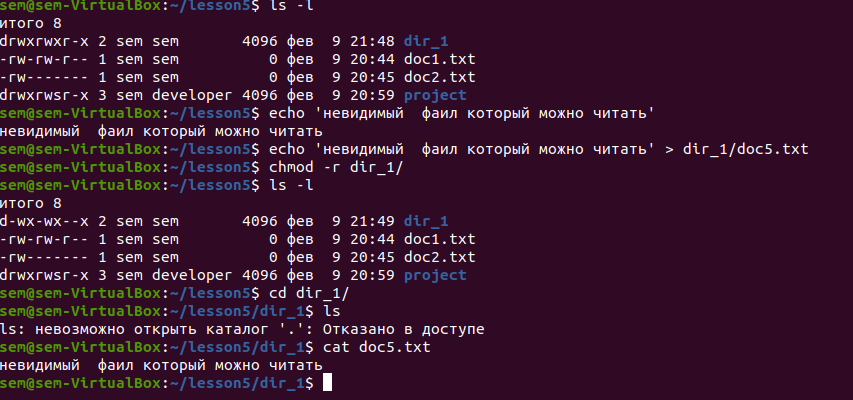 sem@sem-VirtualBox:~/lesson5$ ls -l
итого 8
drwxrwxr-x 2 sem sem       4096 фев  9 21:48 dir_1
-rw-rw-r-- 1 sem sem          0 фев  9 20:44 doc1.txt
-rw------- 1 sem sem          0 фев  9 20:45 doc2.txt
drwxrwsr-x 3 sem developer 4096 фев  9 20:59 project
sem@sem-VirtualBox:~/lesson5$ echo 'невидимый  фаил который можно читать'
невидимый  фаил который можно читать
sem@sem-VirtualBox:~/lesson5$ echo 'невидимый  фаил который можно читать' > dir_1/doc5.txt
sem@sem-VirtualBox:~/lesson5$ chmod -r dir_1/
sem@sem-VirtualBox:~/lesson5$ ls -l
итого 8
d-wx-wx--x 2 sem sem       4096 фев  9 21:49 dir_1
-rw-rw-r-- 1 sem sem          0 фев  9 20:44 doc1.txt
-rw------- 1 sem sem          0 фев  9 20:45 doc2.txt
drwxrwsr-x 3 sem developer 4096 фев  9 20:59 project
sem@sem-VirtualBox:~/lesson5$ cd dir_1/
sem@sem-VirtualBox:~/lesson5/dir_1$ ls
ls: невозможно открыть каталог '.': Отказано в доступе
sem@sem-VirtualBox:~/lesson5/dir_1$ cat doc5.txt
невидимый  фаил который можно читать
sem@sem-VirtualBox:~/lesson5/dir_1$